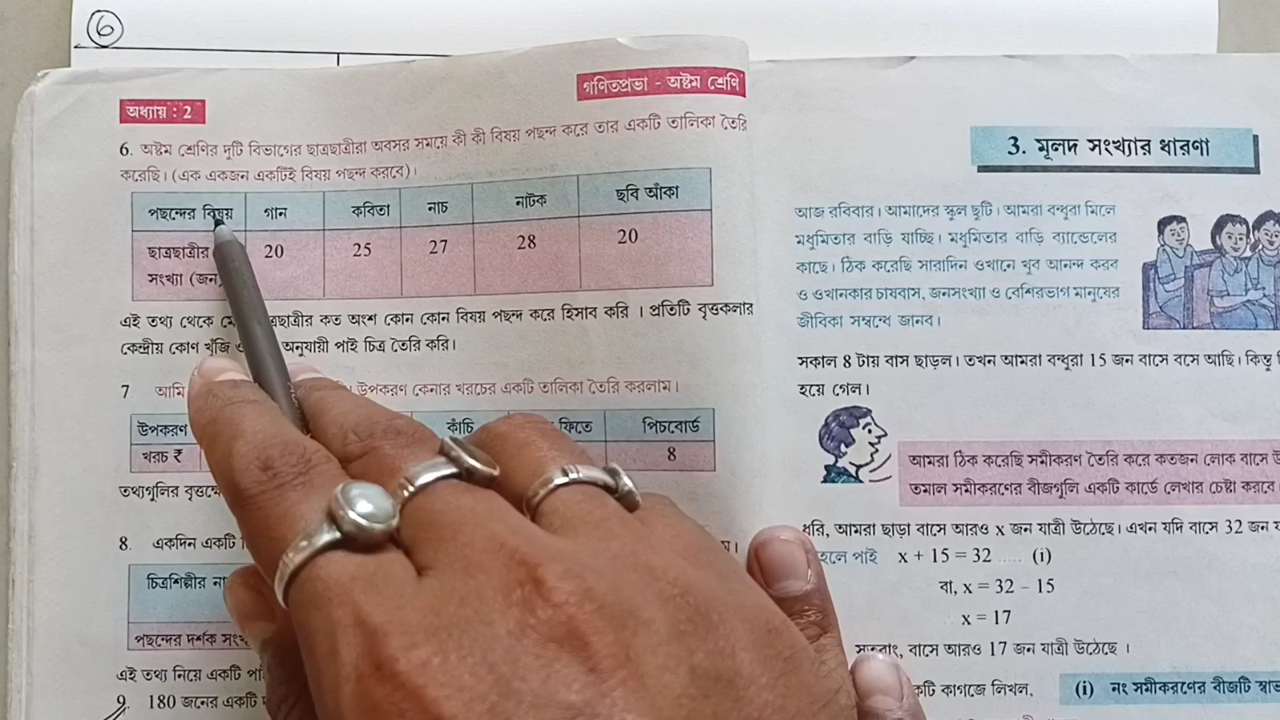 6
অধ্যায় : 2
গণিতপ্রভা - অষ্টম শ্রেণি
6. অষ্টম শ্রেণির দুটি বিভাগের ছাত্রছাত্রীরা অবসর সময়ে কী কী বিষয় পছন্দ করে তার একটি তালিকা তৈরি
করেছি। (এক একজন একটিই বিষয় পছন্দ করবে)।
পছন্দের বিষয় গান কবিতা নাচ নাটক ছবি আঁকা
ছাত্রছাত্রীর 20 25 27 28 20
সংখ্যা (জন)
এই তথ্য থেকে কত অংশ কোন কোন বিষয় পছন্দ করে হিসাব করি । প্রতিটি বৃত্তকলার
কেন্দ্রীয় কোণ খুঁজি অনুযায়ী পাই চিত্র তৈরি করি।
7 আমি উপকরণ কেনার খরচের একটি তালিকা তৈরি করলাম।
উপকরণ কাঁচি ফিতে পিচবোর্ড
খরচ ₹ 8
তথ্যগুলির
8. একদিন একটি
চিত্রশিল্পীর
পছন্দের দর্শক
এই তথ্য নিয়ে একটি
9. 180 জনের একটি
3. মূলদ সংখ্যার ধারণা
আজ রবিবার। আমাদের স্কুল ছুটি। আমরা বন্ধুরা মিলে
মধুমিতার বাড়ি যাচ্ছি। মধুমিতার বাড়ি ব্যান্ডেলের
কাছে। ঠিক করেছি সারাদিন ওখানে খুব আনন্দ করব
ও ওখানকার চাষবাস, জনসংখ্যা ও বেশিরভাগ মানুষের
জীবিকা সম্বন্ধে জানব।
সকাল 8 টায় বাস ছাড়ল। তখন আমরা বন্ধুরা 15 জন বাসে বসে আছি। কিন্তু
হয়ে গেল।
আমরা ঠিক করেছি সমীকরণ তৈরি করে কতজন লোক বাসে
তমাল সমীকরণের বীজগুলি একটি কার্ডে লেখার চেষ্টা করবে
ধরি, আমরা ছাড়া বাসে আরও x জন যাত্রী উঠেছে। এখন যদি বাসে 32 জন
পাই x + 15 = 32 ..... (i)
বা, x = 32 - 15
x = 17
বাসে আরও 17 জন যাত্রী উঠেছে ।
কাগজে লিখল, (i) নং সমীকরণের বীজটি